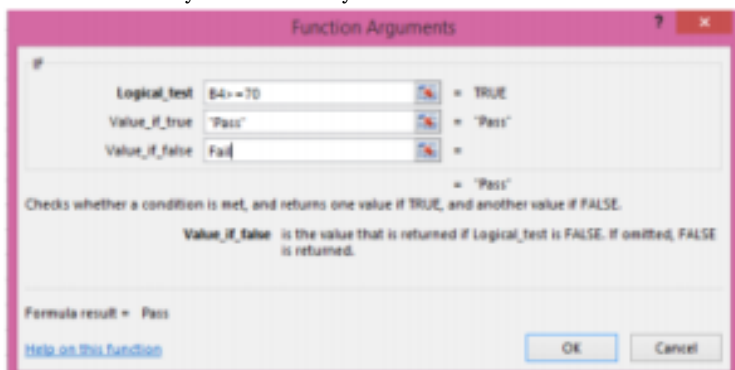 Function Arguments ? ×
IF
Logical_test B4>=70 = TRUE
Value_if_true "Pass" = "Pass"
Value_if_false Fail =
= "Pass"
Checks whether a condition is met, and returns one value if TRUE, and another value if FALSE.
Value_if_false is the value that is returned if Logical_test is FALSE. If omitted, FALSE
is returned.
Formula result = Pass
Help on this function OK Cancel